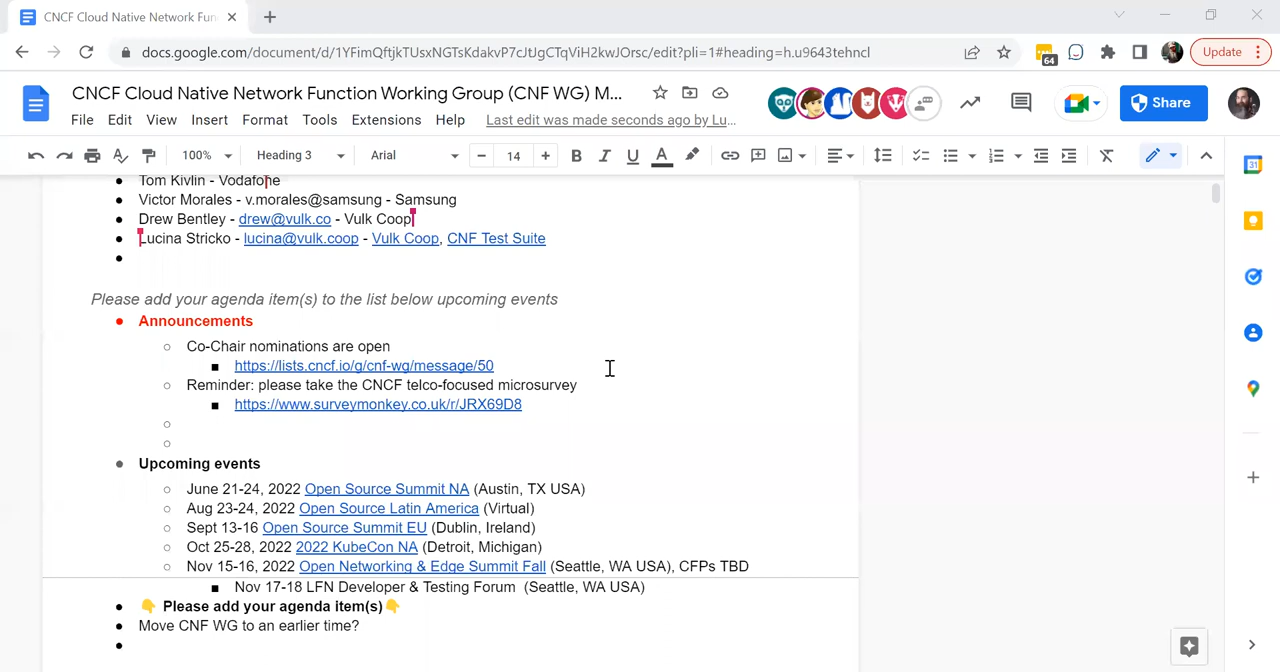 CNCF Cloud Native Network Fun
docs.google.com/document/d/1YFimQftjkTUsxNGTsKdakvP7cJtJgCTqViH2kwJOrsc/edit?pli=1#heading=h.u9643tehncl
64
Update
CNCF Cloud Native Network Function Working Group (CNF WG) M...
Share
File Edit View Insert Format Tools Extensions Help Last edit was made seconds ago by Lu...
100% Heading 3 Arial 14 B I U A
31
Tom Kivlin - Vodafone
Victor Morales - v.morales@samsung - Samsung
Drew Bentley - drew@vulk.co - Vulk Coop
Lucina Stricko - lucina@vulk.coop - Vulk Coop, CNF Test Suite
Please add your agenda item(s) to the list below upcoming events
Announcements
Co-Chair nominations are open
https://lists.cncf.io/g/cnf-wg/message/50
Reminder: please take the CNCF telco-focused microsurvey
https://www.surveymonkey.co.uk/r/JRX69D8
Upcoming events
June 21-24, 2022 Open Source Summit NA (Austin, TX USA)
Aug 23-24, 2022 Open Source Latin America (Virtual)
Sept 13-16 Open Source Summit EU (Dublin, Ireland)
Oct 25-28, 2022 2022 KubeCon NA (Detroit, Michigan)
Nov 15-16, 2022 Open Networking & Edge Summit Fall (Seattle, WA USA), CFPs TBD
Nov 17-18 LFN Developer & Testing Forum (Seattle, WA USA)
👇 Please add your agenda item(s)👇
Move CNF WG to an earlier time?